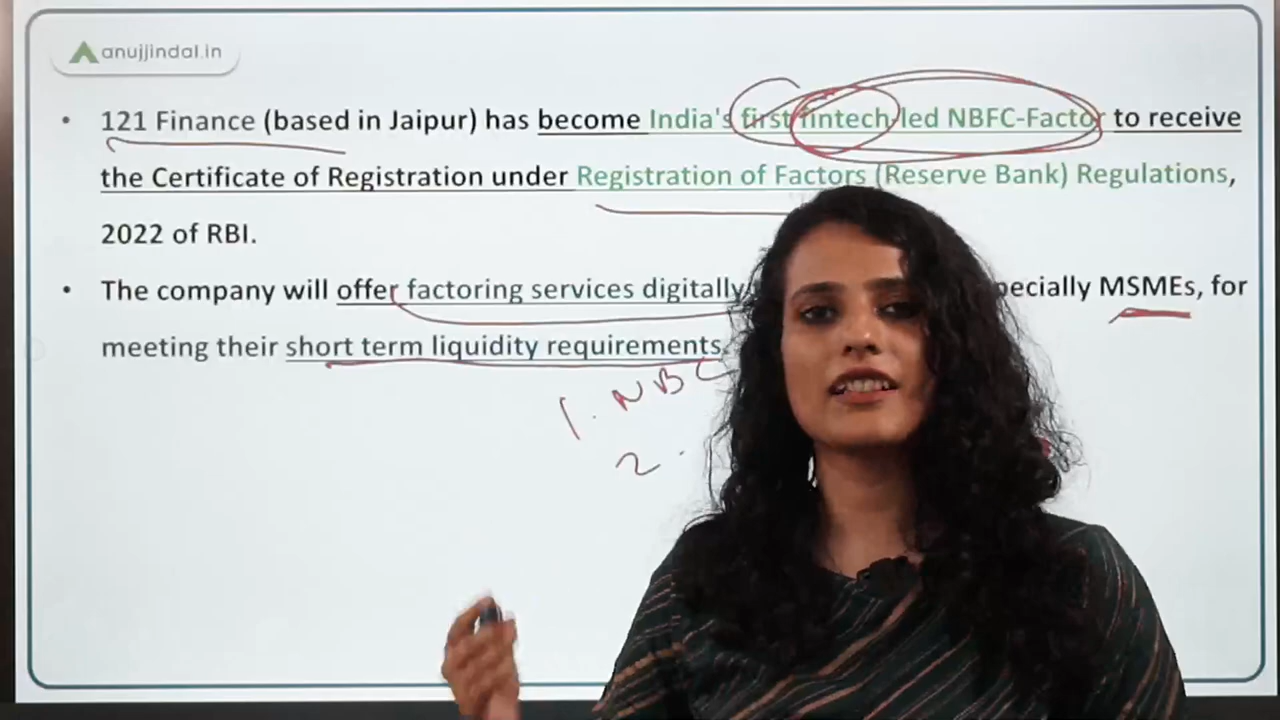 anujjindal.in
• 121 Finance (based in Jaipur) has become India's first fintech-led NBFC-Factor to receive
the Certificate of Registration under Registration of Factors (Reserve Bank) Regulations,
2022 of RBI.
• The company will offer factoring services digitally pecially MSMEs, for
meeting their short term liquidity requirements.
1. NBC
2.